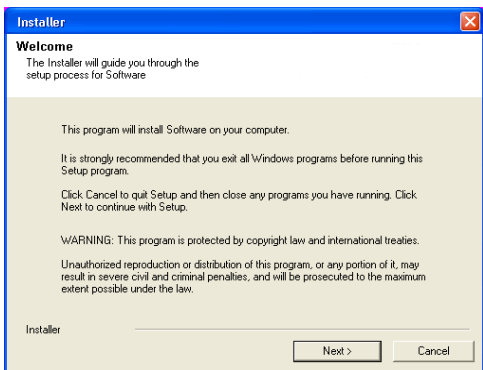 Installer
Welcome
The Installer will guide you through the
setup process for Software
This program will install Software on your computer.
It is strongly recommended that you exit all Windows programs before running this
Setup program.
Click Cancel to quit Setup and then close any programs you have running. Click
Next to continue with Setup.
WARNING: This program is protected by copyright law and international treaties.
Unauthorized reproduction or distribution of this program, or any portion of it, may
result in severe civil and criminal penalties, and will be prosecuted to the maximum
extent possible under the law.
Installer
Next >
Cancel